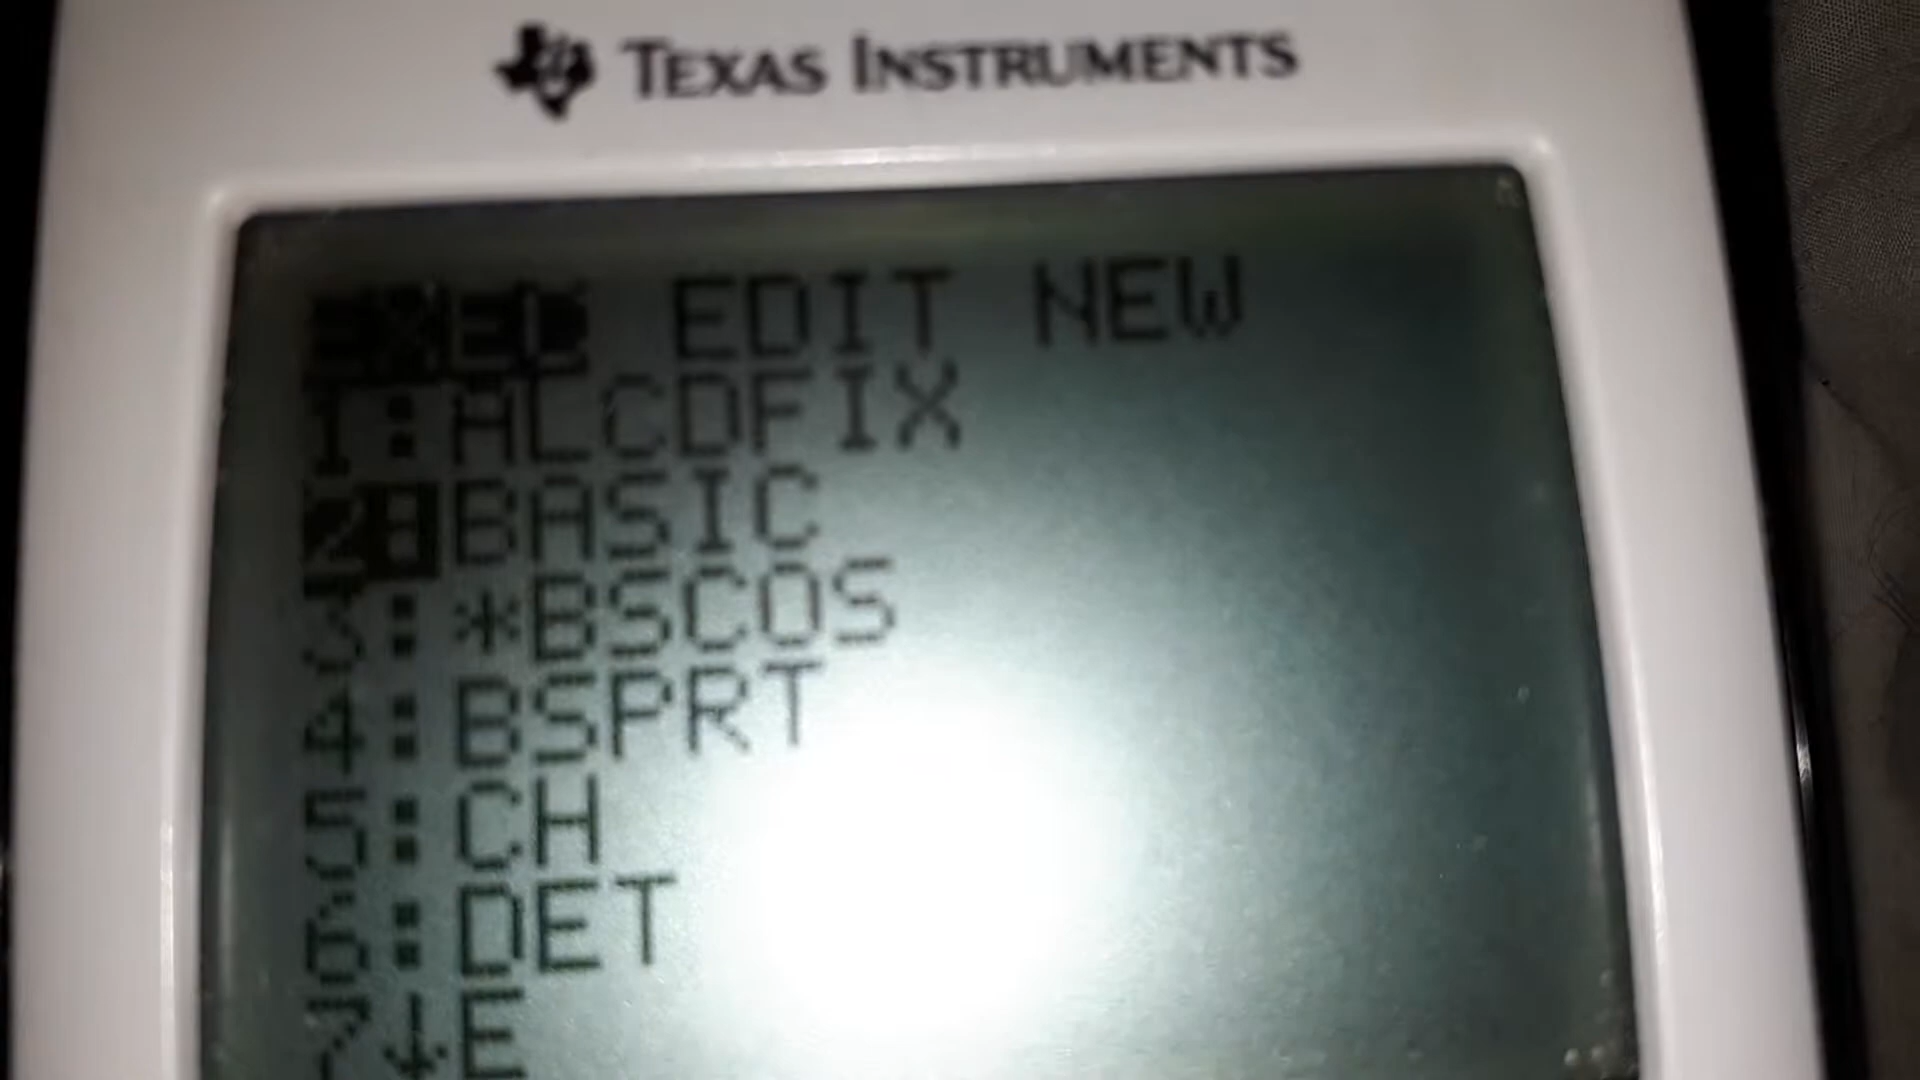 TEXAS INSTRUMENTS
EXEC EDIT NEW
1:ALCDFIX
2:BASIC
3:*BSCOS
4:BSPRT
5:CH
6:DET
7↓E